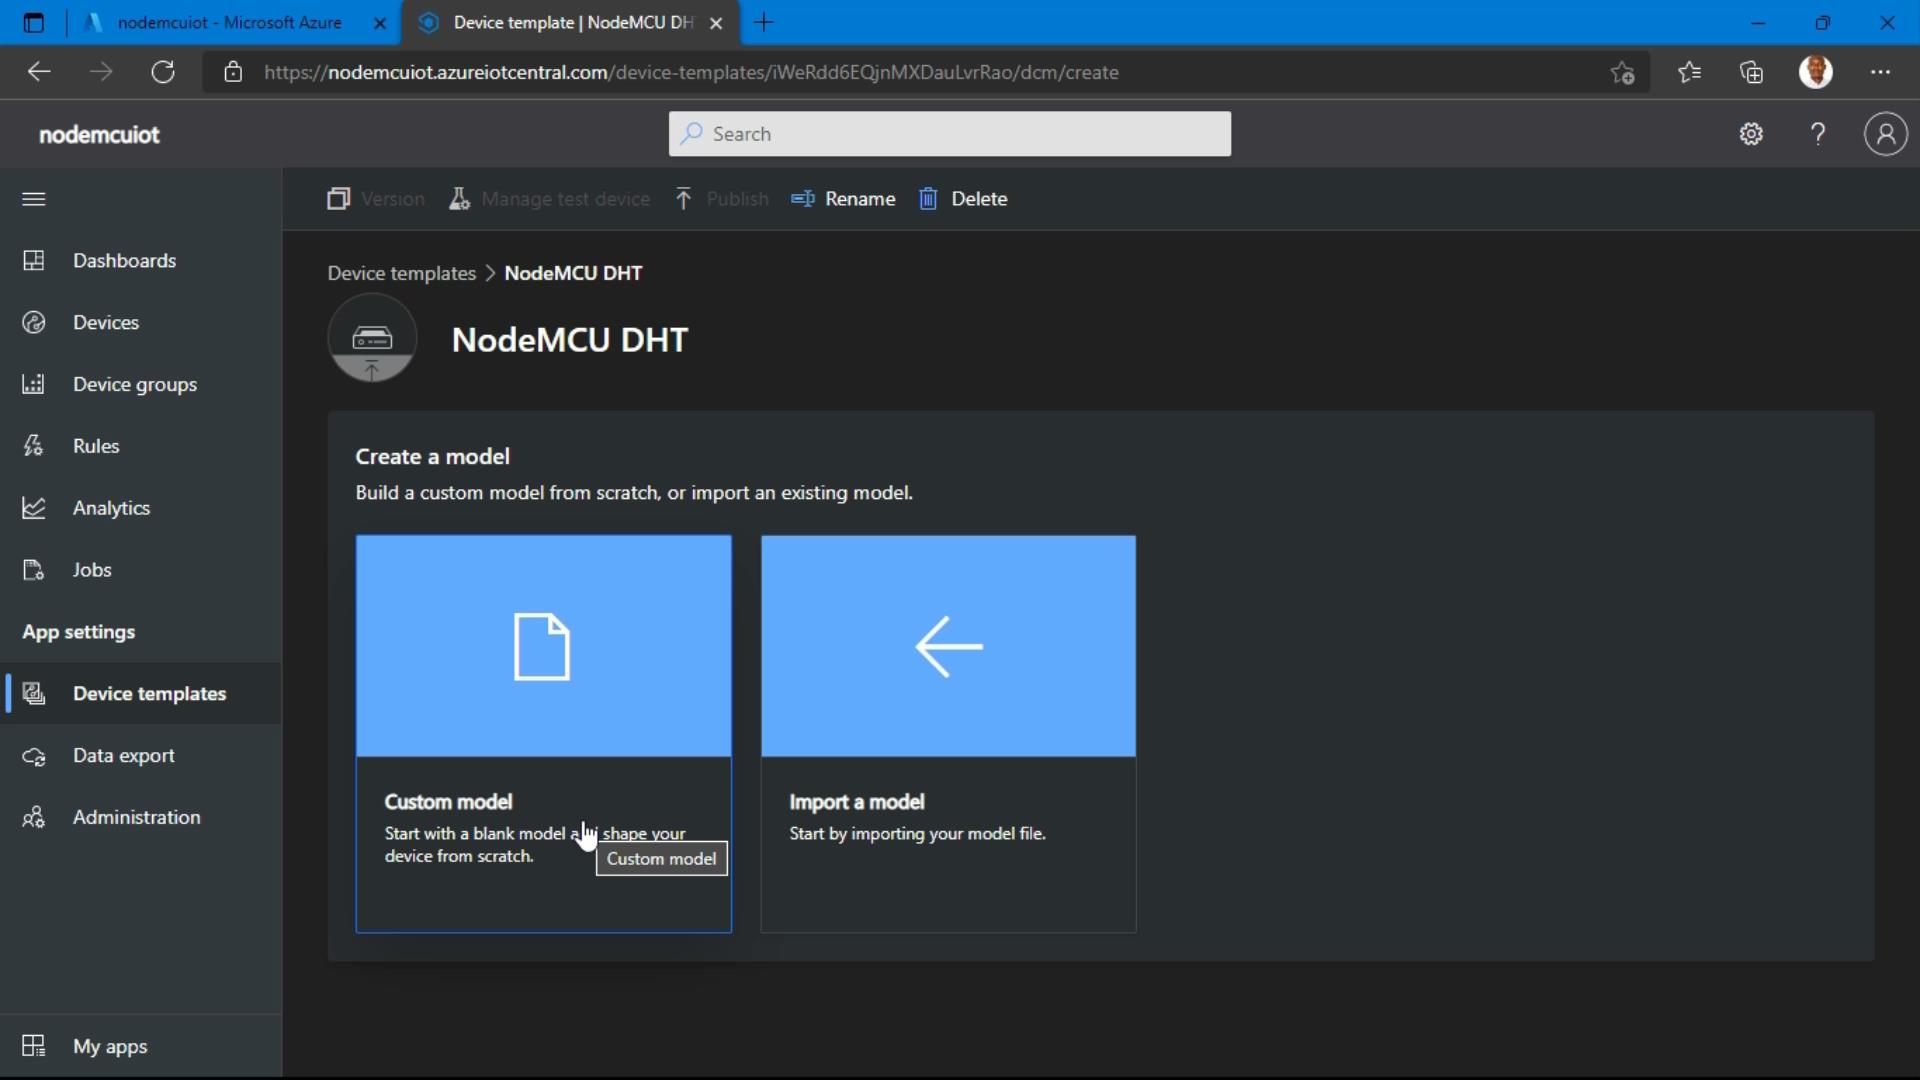 nodemcuiot - Microsoft Azure
Device template | NodeMCU DH
https://nodemcuiot.azureiotcentral.com/device-templates/iWeRdd6EQjnMXDauLvrRao/dcm/create
nodemcuiot
Search
?
Version
Manage test device
Publish
Rename
Delete
Dashboards
Devices
Device groups
Rules
Analytics
Jobs
App settings
Device templates
Data export
Administration
My apps
Device templates > NodeMCU DHT
NodeMCU DHT
Create a model
Build a custom model from scratch, or import an existing model.
Custom model
Start with a blank model a shape your
device from scratch.
Custom model
Import a model
Start by importing your model file.